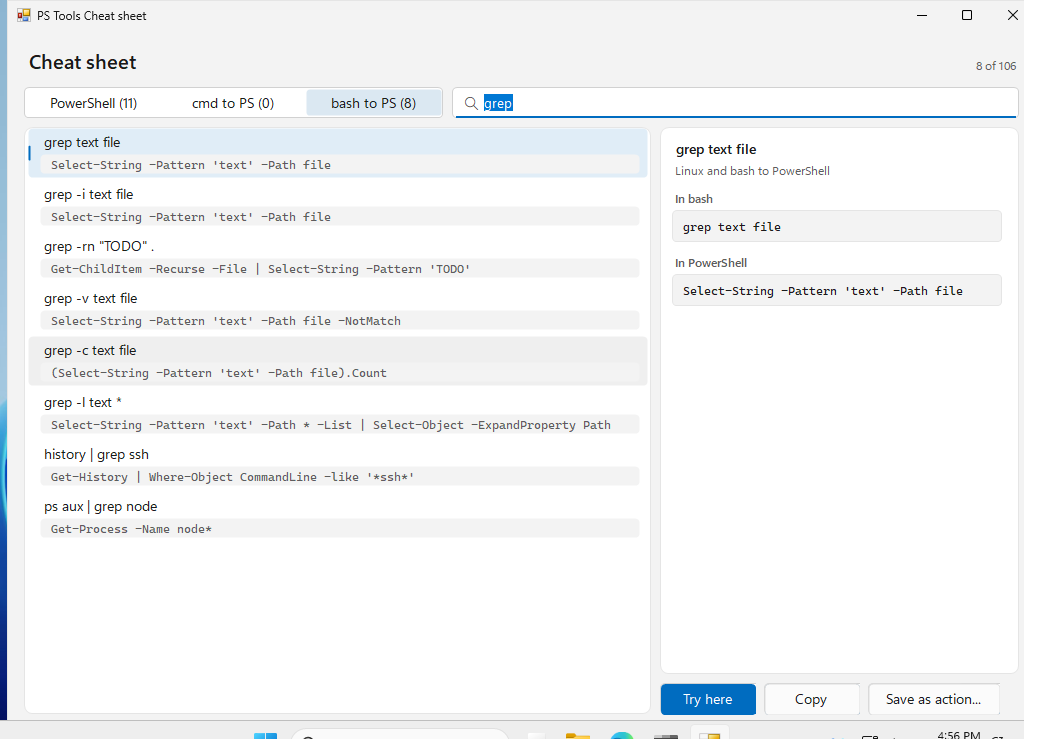 PS Tools Cheat sheet
Cheat sheet
8 of 106
PowerShell (11)
cmd to PS (0)
bash to PS (8)
grep
grep text file
Select-String -Pattern 'text' -Path file
grep -i text file
Select-String -Pattern 'text' -Path file
grep -rn "TODO" .
Get-ChildItem -Recurse -File | Select-String -Pattern 'TODO'
grep -v text file
Select-String -Pattern 'text' -Path file -NotMatch
grep -c text file
(Select-String -Pattern 'text' -Path file).Count
grep -l text *
Select-String -Pattern 'text' -Path * -List | Select-Object -ExpandProperty Path
history | grep ssh
Get-History | Where-Object CommandLine -like '*ssh*'
ps aux | grep node
Get-Process -Name node*
grep text file
Linux and bash to PowerShell
In bash
grep text file
In PowerShell
Select-String -Pattern 'text' -Path file
Try here
Copy
Save as action...
4:56 PM